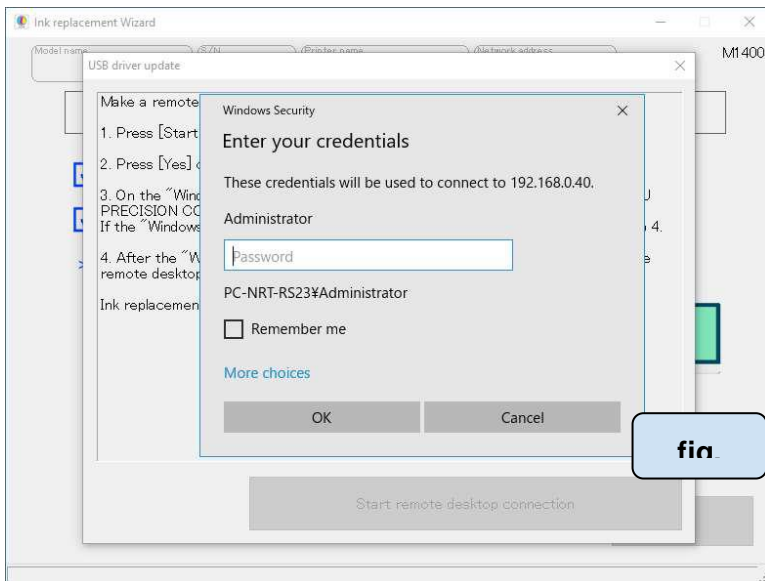 Ink replacement Wizard
Model name S/N Printer name Network address
M1400
USB driver update
Make a remote
1. Press [Start
2. Press [Yes]
3. On the "Wind
PRECISION CO
If the "Windows 4.
4. After the "W
remote desktop
Ink replacemen
Windows Security
Enter your credentials
These credentials will be used to connect to 192.168.0.40.
Administrator
Password
PC-NRT-RS23¥Administrator
Remember me
More choices
OK Cancel
fig.
Start remote desktop connection